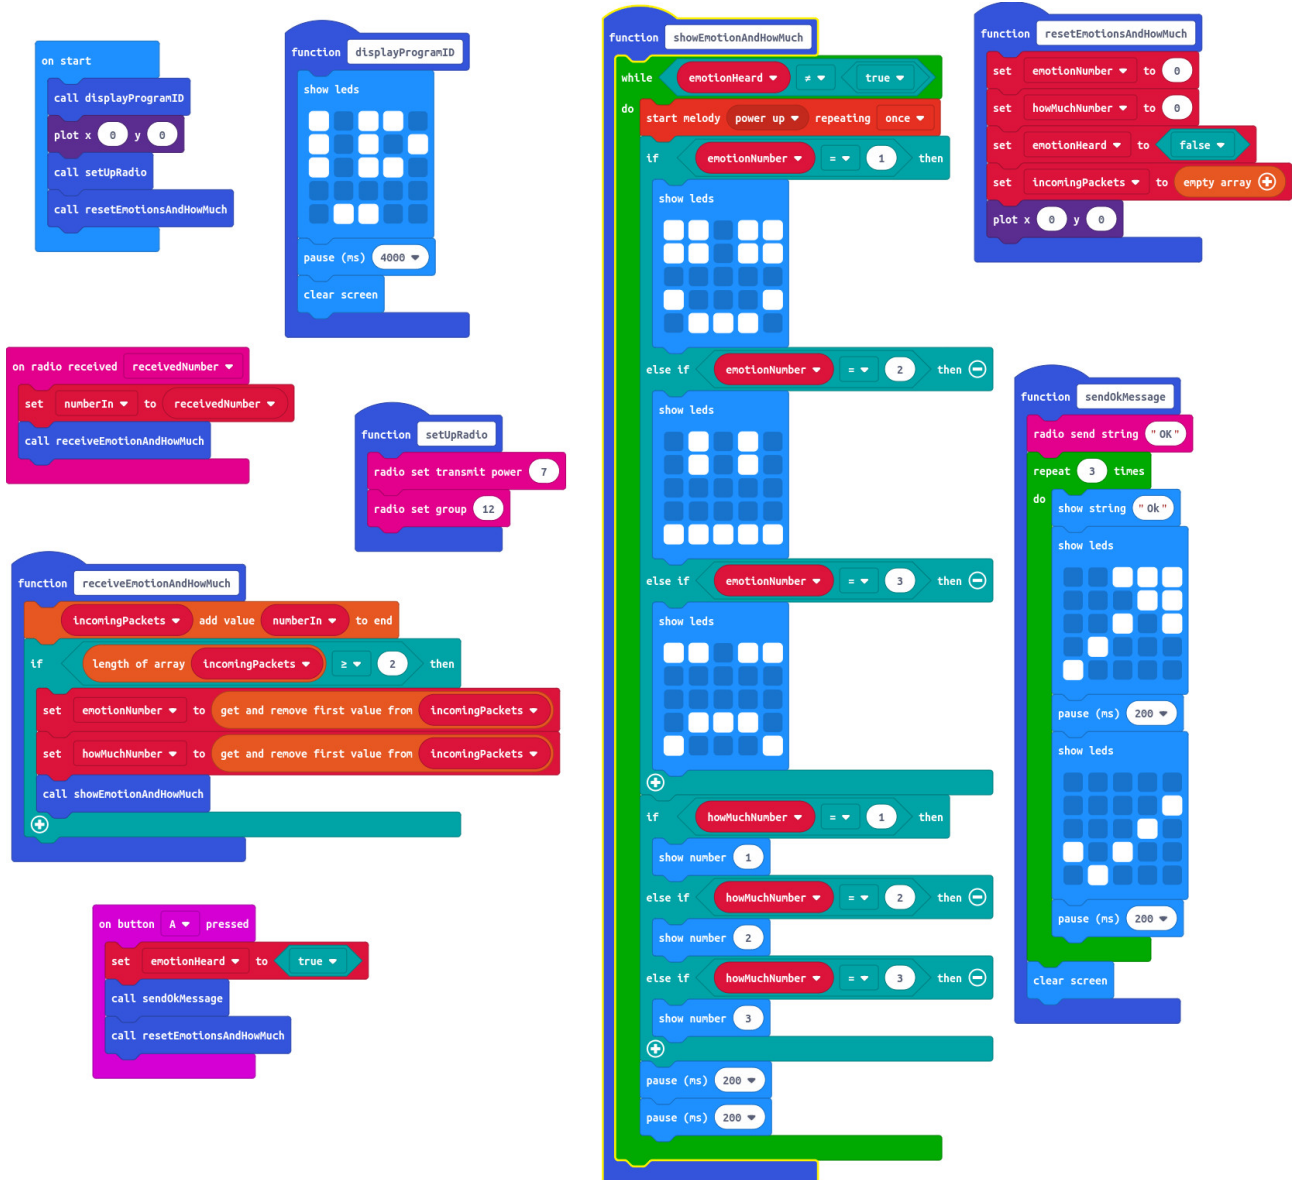 on start
call displayProgramID
plot x 0 y 0
call setUpRadio
call resetEmotionsAndHowMuch
function displayProgramID
show leds
pause (ms) 4000
clear screen
on radio received receivedNumber
set numberIn to receivedNumber
call receiveEmotionAndHowMuch
function setUpRadio
radio set transmit power 7
radio set group 12
function receiveEmotionAndHowMuch
incomingPackets add value numberIn to end
if length of array incomingPackets ≥ 2 then
set emotionNumber to get and remove first value from incomingPackets
set howMuchNumber to get and remove first value from incomingPackets
call showEmotionAndHowMuch
on button A pressed
set emotionHeard to true
call sendOkMessage
call resetEmotionsAndHowMuch
function showEmotionAndHowMuch
while emotionHeard ≠ true
do
start melody power up repeating once
if emotionNumber = 1 then
show leds
else if emotionNumber = 2 then
show leds
else if emotionNumber = 3 then
show leds
if howMuchNumber = 1 then
show number 1
else if howMuchNumber = 2 then
show number 2
else if howMuchNumber = 3 then
show number 3
pause (ms) 200
pause (ms) 200
function resetEmotionsAndHowMuch
set emotionNumber to 0
set howMuchNumber to 0
set emotionHeard to false
set incomingPackets to empty array
plot x 0 y 0
function sendOkMessage
radio send string "OK"
repeat 3 times
do
show string "Ok"
show leds
pause (ms) 200
show leds
pause (ms) 200
clear screen